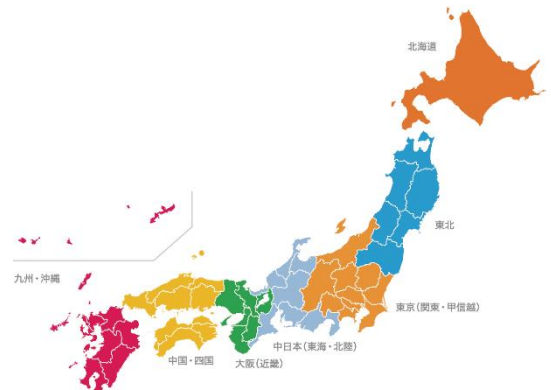 北海道
東北
九州・沖縄
東京（関東・甲信越）
中日本（東海・北陸）
中国・四国
大阪（近畿）